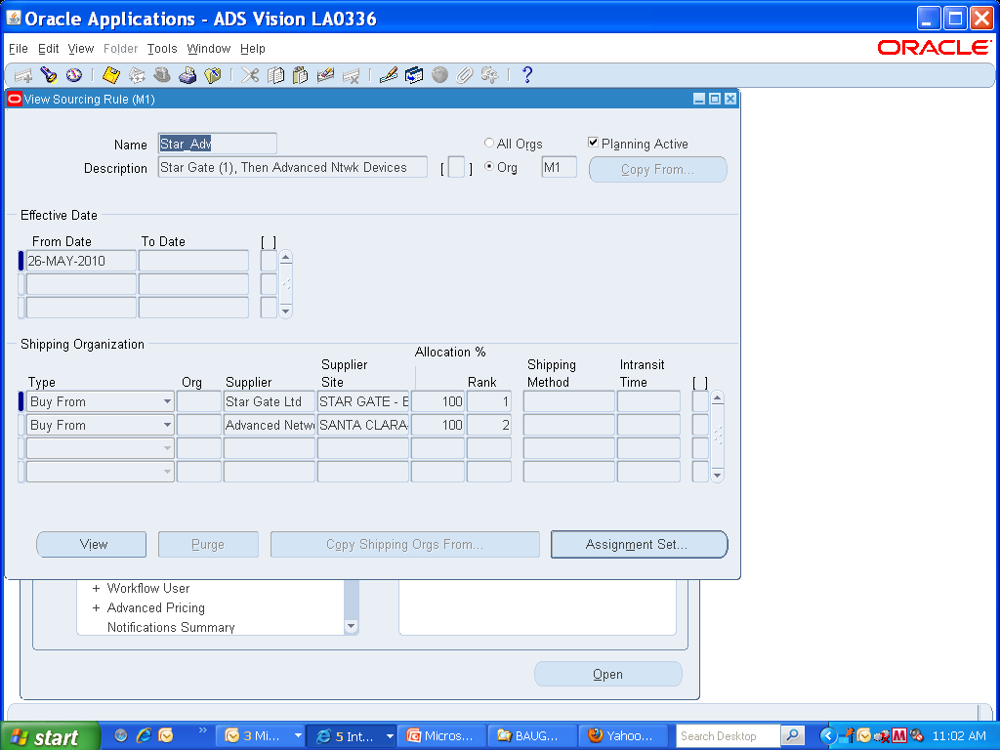 Oracle Applications - ADS Vision LA0336
File Edit View Folder Tools Window Help
ORACLE
View Sourcing Rule (M1)
Name Star_Adv All Orgs Planning Active
Description Star Gate (1), Then Advanced Ntwk Devices [ ] Org M1 Copy From...
Effective Date
From Date To Date [ ]
26-MAY-2010
Shipping Organization
Allocation %
Type Org Supplier Supplier Site Rank Shipping Method Intransit Time [ ]
Buy From Star Gate Ltd STAR GATE - B 100 1
Buy From Advanced Netwo SANTA CLARA 100 2
View Purge Copy Shipping Orgs From... Assignment Set...
+ Workflow User
+ Advanced Pricing
Notifications Summary
Open
start 3 Mi... 5 Int... Micros... BAUG... Yahoo... Search Desktop 11:02 AM